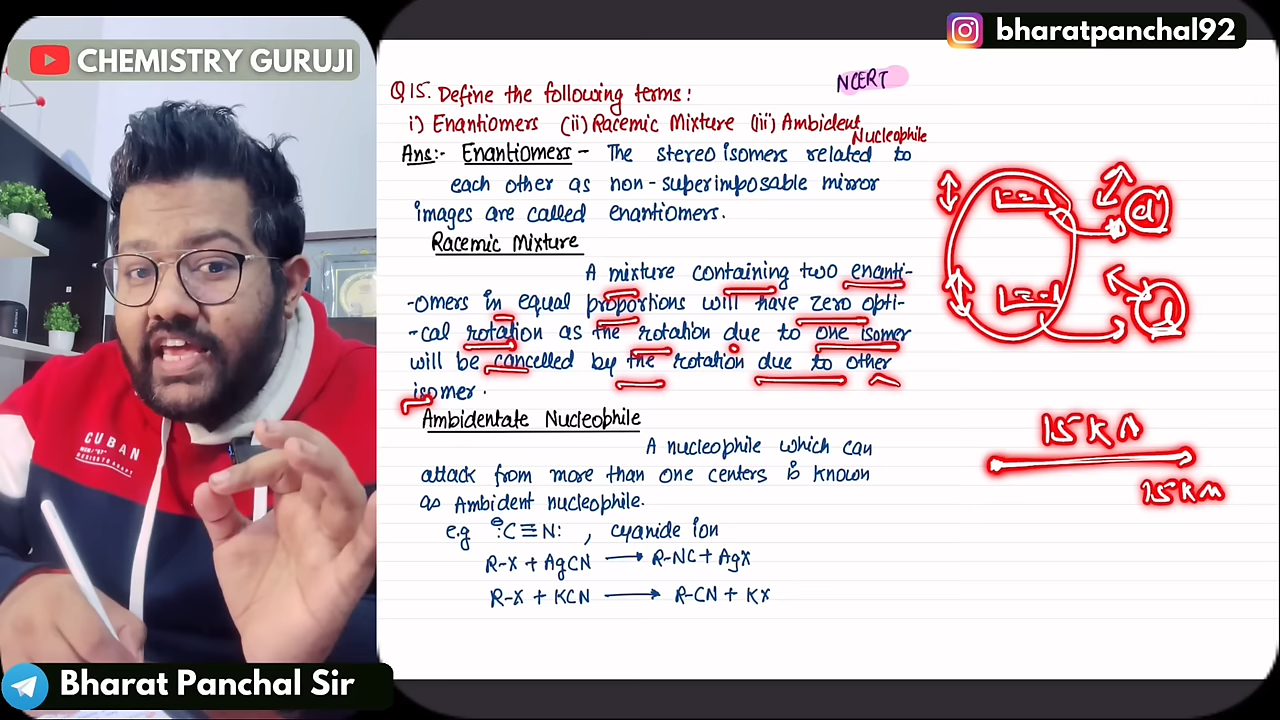 CHEMISTRY GURUJI
bharatpanchal92
NCERT
Q15. Define the following terms:
i) Enantiomers (ii) Racemic Mixture (iii) Ambident
Nucleophile
Ans:- Enantiomers - The stereo isomers related to
each other as non-superimposable mirror
images are called enantiomers.
Racemic Mixture
A mixture containing two enanti-
-omers in equal proportions will have zero opti-
-cal rotation as the rotation due to one isomer
will be cancelled by the rotation due to other
isomer.
Ambidentate Nucleophile
A nucleophile which can
attack from more than one centers is known
as Ambident nucleophile.
e.g ⊖:C≡N: , cyanide ion
R-X + AgCN ⟶ R-NC + AgX
R-X + KCN ⟶ R-CN + KX
d
l
15 KM
15 KM
CUBAN
Bharat Panchal Sir